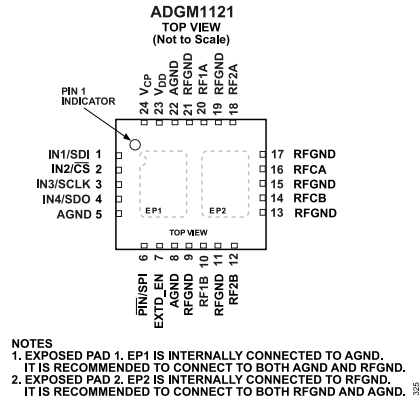 ADGM1121
TOP VIEW
(Not to Scale)
24 VCP
23 VDD
22 AGND
21 RFGND
20 RF1A
19 RFGND
18 RF2A
PIN 1
INDICATOR
IN1/SDI 1
IN2/CS 2
IN3/SCLK 3
IN4/SDO 4
AGND 5
17 RFGND
16 RFCA
15 RFGND
14 RFCB
13 RFGND
EP1
EP2
TOP VIEW
PIN/SPI 6
EXTD_EN 7
AGND 8
RFGND 9
RF1B 10
RFGND 11
RF2B 12
NOTES
1. EXPOSED PAD 1. EP1 IS INTERNALLY CONNECTED TO AGND.
IT IS RECOMMENDED TO CONNECT TO BOTH AGND AND RFGND.
2. EXPOSED PAD 2. EP2 IS INTERNALLY CONNECTED TO RFGND.
IT IS RECOMMENDED TO CONNECT TO BOTH RFGND AND AGND.
325